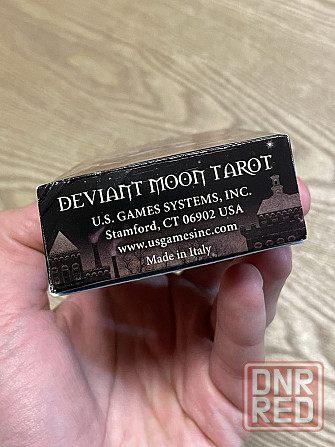 DEVIANT MOON TAROT
U.S. GAMES SYSTEMS, INC.
Stamford, CT 06902 USA
www.usgamesinc.com
Made in Italy
DNR
RED